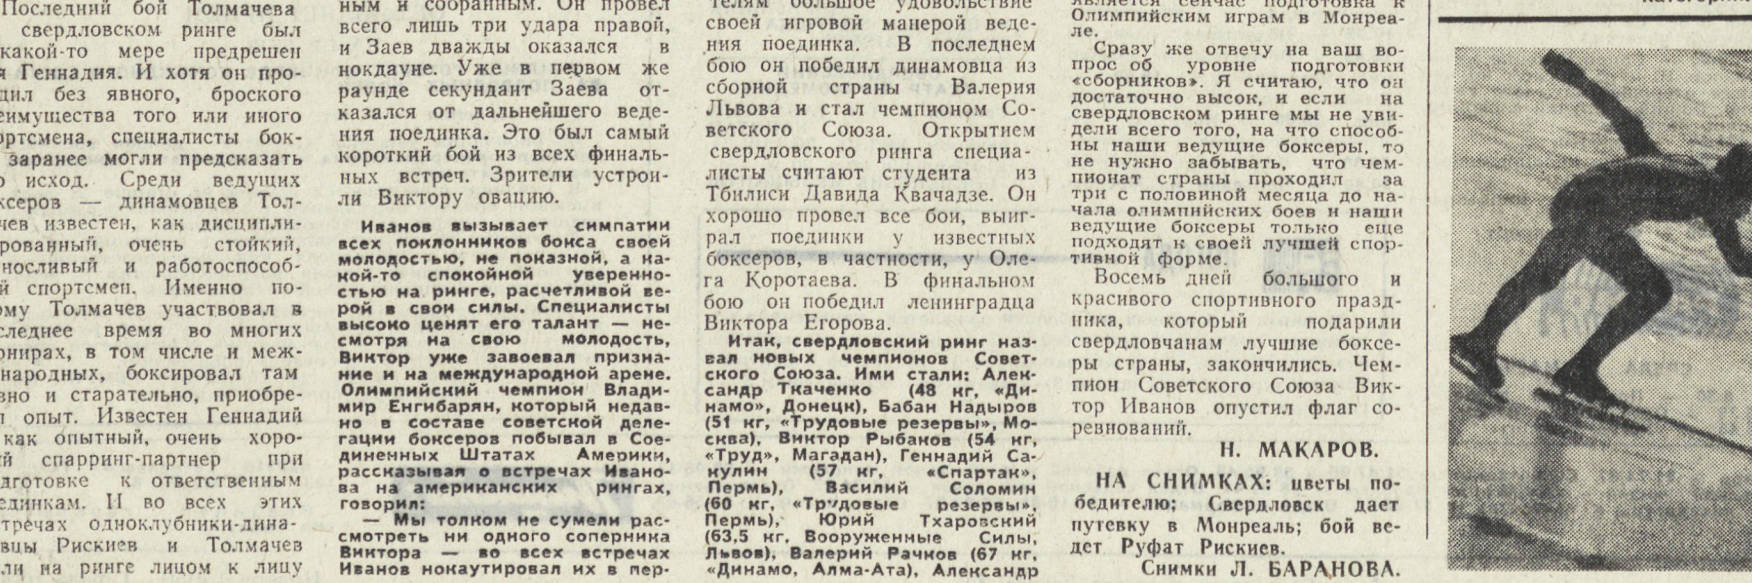 Последний бой Толмачева
свердловском ринге был
какой-то мере предрешен
Геннадия. И хотя он про-
без явного, броского
того или иного
специалисты бок-
заранее могли предсказать
исход. Среди ведущих
— динамовцев Тол-
известен, как дисципли-
очень стойкий,
и работоспособ-
спортсмен. Именно по-
Толмачев участвовал в
время во многих
в том числе и меж-
боксировал там
и старательно, приобре-
опыт. Известен Геннадий
как опытный, очень хоро-
спарринг-партнер при
к ответственным
И во всех этих
одноклубники-дина-
Рискиев и Толмачев
на ринге лицом к лицу
ным и собранным. Он провел
всего лишь три удара правой,
и Заев дважды оказался в
нокдауне. Уже в первом же
раунде секундант Заева от-
казался от дальнейшего веде-
ния поединка. Это был самый
короткий бой из всех финаль-
ных встреч. Зрители устрои-
ли Виктору овацию.
Иванов вызывает симпатии
всех поклонников бокса своей
молодостью, не показной, а ка-
кой-то спокойной уверенно-
стью на ринге, расчетливой ве-
рой в свои силы. Специалисты
высоко ценят его талант — не-
смотря на свою молодость,
Виктор уже завоевал призна-
ние и на международной арене.
Олимпийский чемпион Влади-
мир Енгибарян, который недав-
но в составе советской деле-
гации боксеров побывал в Сое-
диненных Штатах Америки,
рассказывая о встречах Ивано-
ва на американских рингах,
говорил:
— Мы толком не сумели рас-
смотреть ни одного соперника
Виктора — во всех встречах
Иванов нокаутировал их в пер-
телям большое удовольствие
своей игровой манерой веде-
ния поединка. В последнем
бою он победил динамовца из
сборной страны Валерия
Львова и стал чемпионом Со-
ветского Союза. Открытием
свердловского ринга специа-
листы считают студента из
Тбилиси Давида Квачадзе. Он
хорошо провел все бои, выиг-
рал поединки у известных
боксеров, в частности, у Оле-
га Коротаева. В финальном
бою он победил ленинградца
Виктора Егорова.
Итак, свердловский ринг наз-
вал новых чемпионов Совет-
ского Союза. Ими стали: Алек-
сандр Ткаченко (48 кг, «Ди-
намо», Донецк), Бабан Надыров
(51 кг, «Трудовые резервы», Мо-
сква), Виктор Рыбаков (54 кг,
«Труд», Магадан), Геннадий Са-
кулин (57 кг, «Спартак»,
Пермь), Василий Соломин
(60 кг, «Трудовые резервы»,
Пермь), Юрий Тхаровский
(63,5 кг, Вооруженные Силы,
Львов), Валерий Рачков (67 кг,
«Динамо, Алма-Ата), Александр
является сейчас подготовка к
Олимпийским играм в Монреа-
ле.
Сразу же отвечу на ваш во-
прос об уровне подготовки
«сборников». Я считаю, что он
достаточно высок, и если на
свердловском ринге мы не уви-
дели всего того, на что способ-
ны наши ведущие боксеры, то
не нужно забывать, что чем-
пионат страны проходил за
три с половиной месяца до на-
чала олимпийских боев и наши
ведущие боксеры только еще
подходят к своей лучшей спор-
тивной форме.
Восемь дней большого и
красивого спортивного празд-
ника, который подарили
свердловчанам лучшие боксе-
ры страны, закончились. Чем-
пион Советского Союза Вик-
тор Иванов опустил флаг со-
ревнований.
Н. МАКАРОВ.
НА СНИМКАХ: цветы по-
бедителю; Свердловск дает
путевку в Монреаль; бой ве-
дет Руфат Рискиев.
Снимки Л. БАРАНОВА.